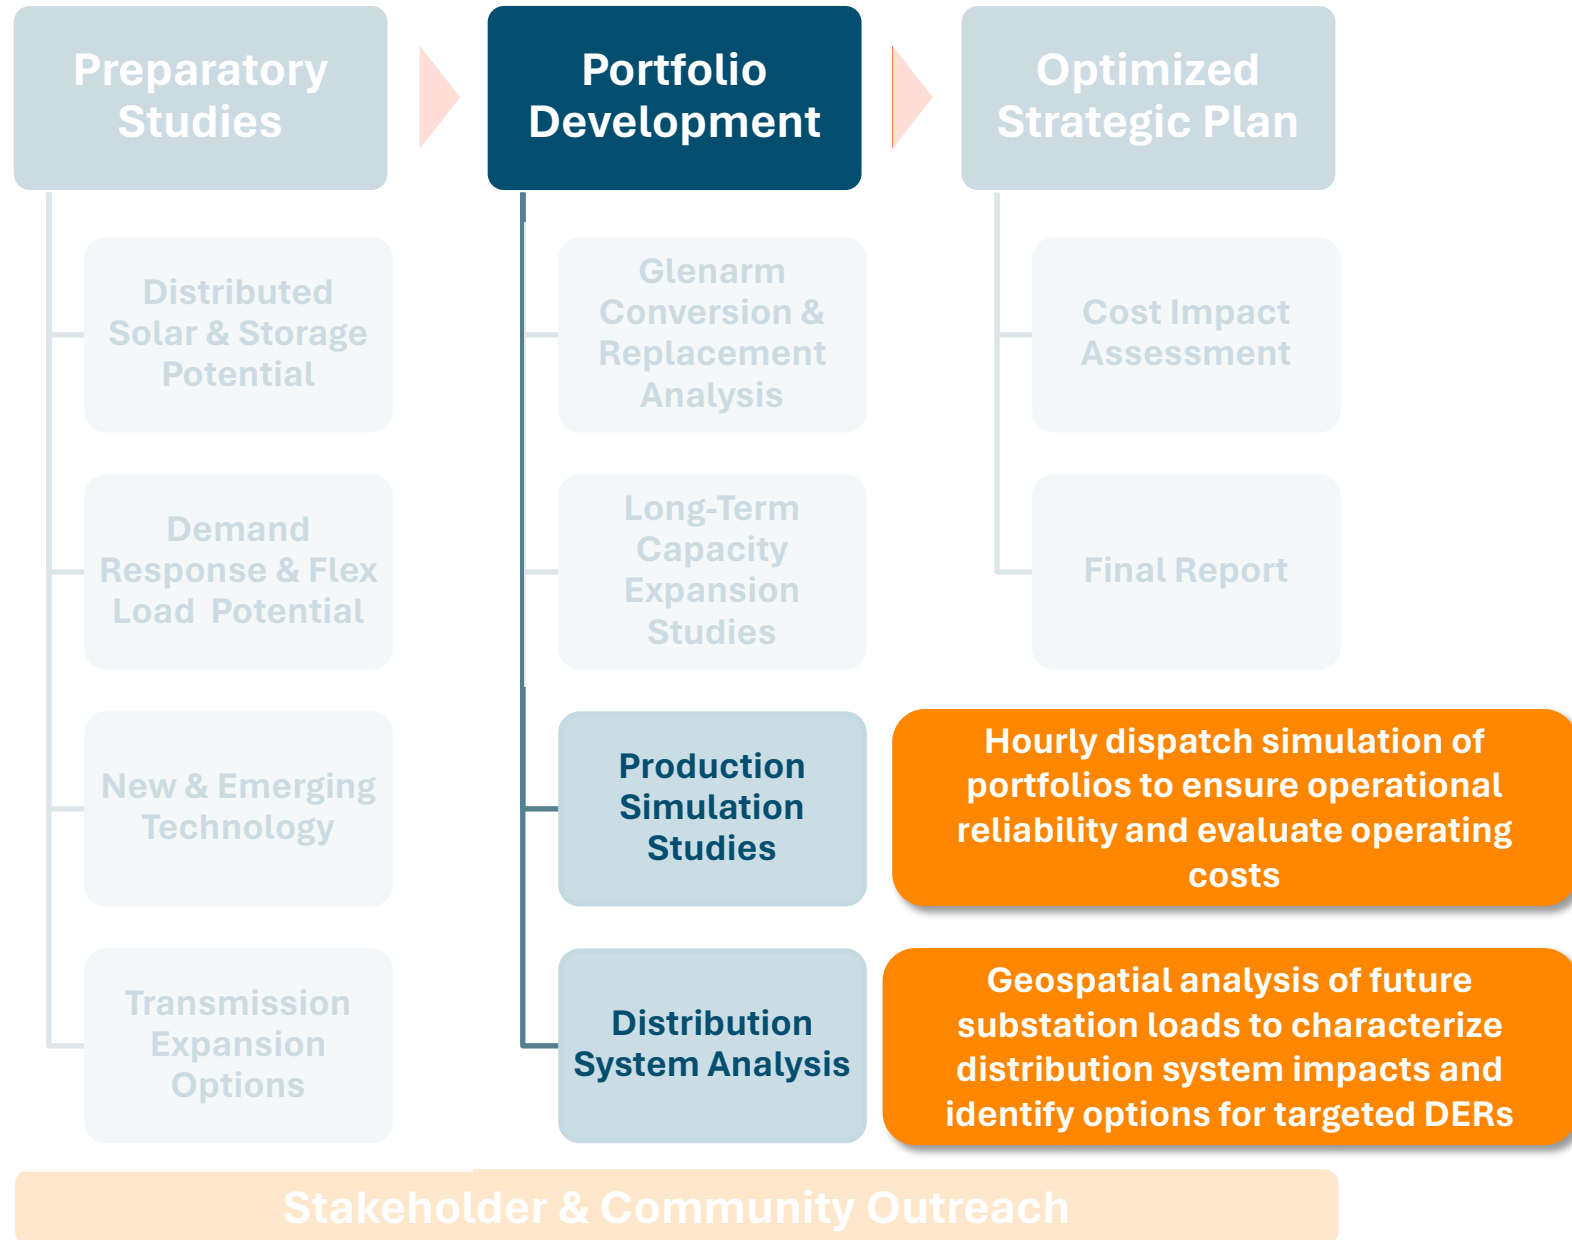 Preparatory
Studies
Portfolio
Development
Optimized
Strategic Plan
Distributed
Solar & Storage
Potential
Demand
Response & Flex
Load Potential
New & Emerging
Technology
Transmission
Expansion
Options
Glenarm
Conversion &
Replacement
Analysis
Long-Term
Capacity
Expansion
Studies
Production
Simulation
Studies
Distribution
System Analysis
Cost Impact
Assessment
Final Report
Hourly dispatch simulation of
portfolios to ensure operational
reliability and evaluate operating
costs
Geospatial analysis of future
substation loads to characterize
distribution system impacts and
identify options for targeted DERs
Stakeholder & Community Outreach